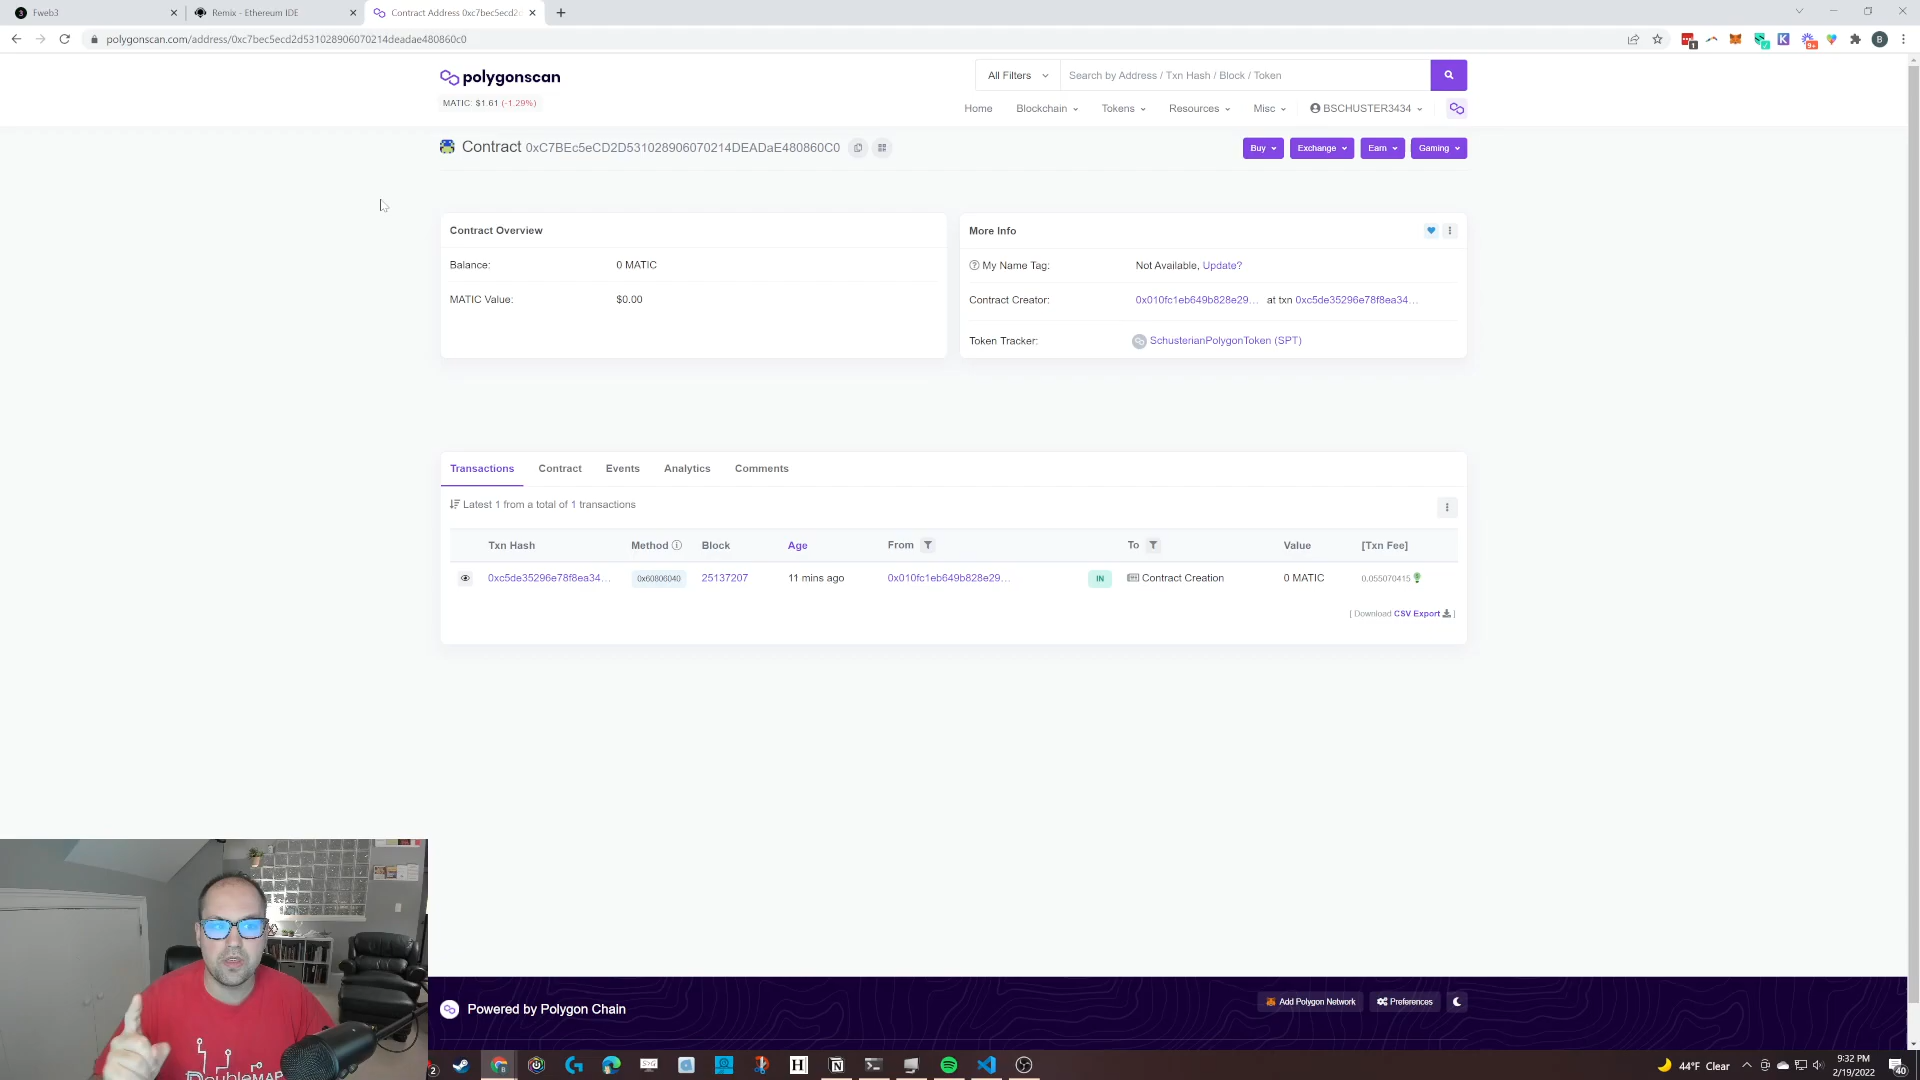 Fweb3
Remix - Ethereum IDE
Contract Address 0xc7bec5ecd2
polygonscan.com/address/0xc7bec5ecd2d531028906070214deadae480860c0
polygonscan
MATIC: $1.61 (-1.29%)
All Filters
Search by Address / Txn Hash / Block / Token
Home Blockchain Tokens Resources Misc BSCHUSTER3434
Contract 0xC7BEc5eCD2D531028906070214DEADaE480860C0
Buy Exchange Earn Gaming
Contract Overview
Balance: 0 MATIC
MATIC Value: $0.00
More Info
My Name Tag: Not Available, Update?
Contract Creator: 0x010fc1eb649b828e29... at txn 0xc5de35296e78f8ea34...
Token Tracker: SchusterianPolygonToken (SPT)
Transactions Contract Events Analytics Comments
Latest 1 from a total of 1 transactions
Txn Hash Method Block Age From To Value [Txn Fee]
0xc5de35296e78f8ea34... 0x60806040 25137207 11 mins ago 0x010fc1eb649b828e29... IN Contract Creation 0 MATIC 0.055070415
[ Download CSV Export ]
Powered by Polygon Chain
Add Polygon Network Preferences
DoubleMAP
44°F Clear
9:32 PM
2/19/2022
40